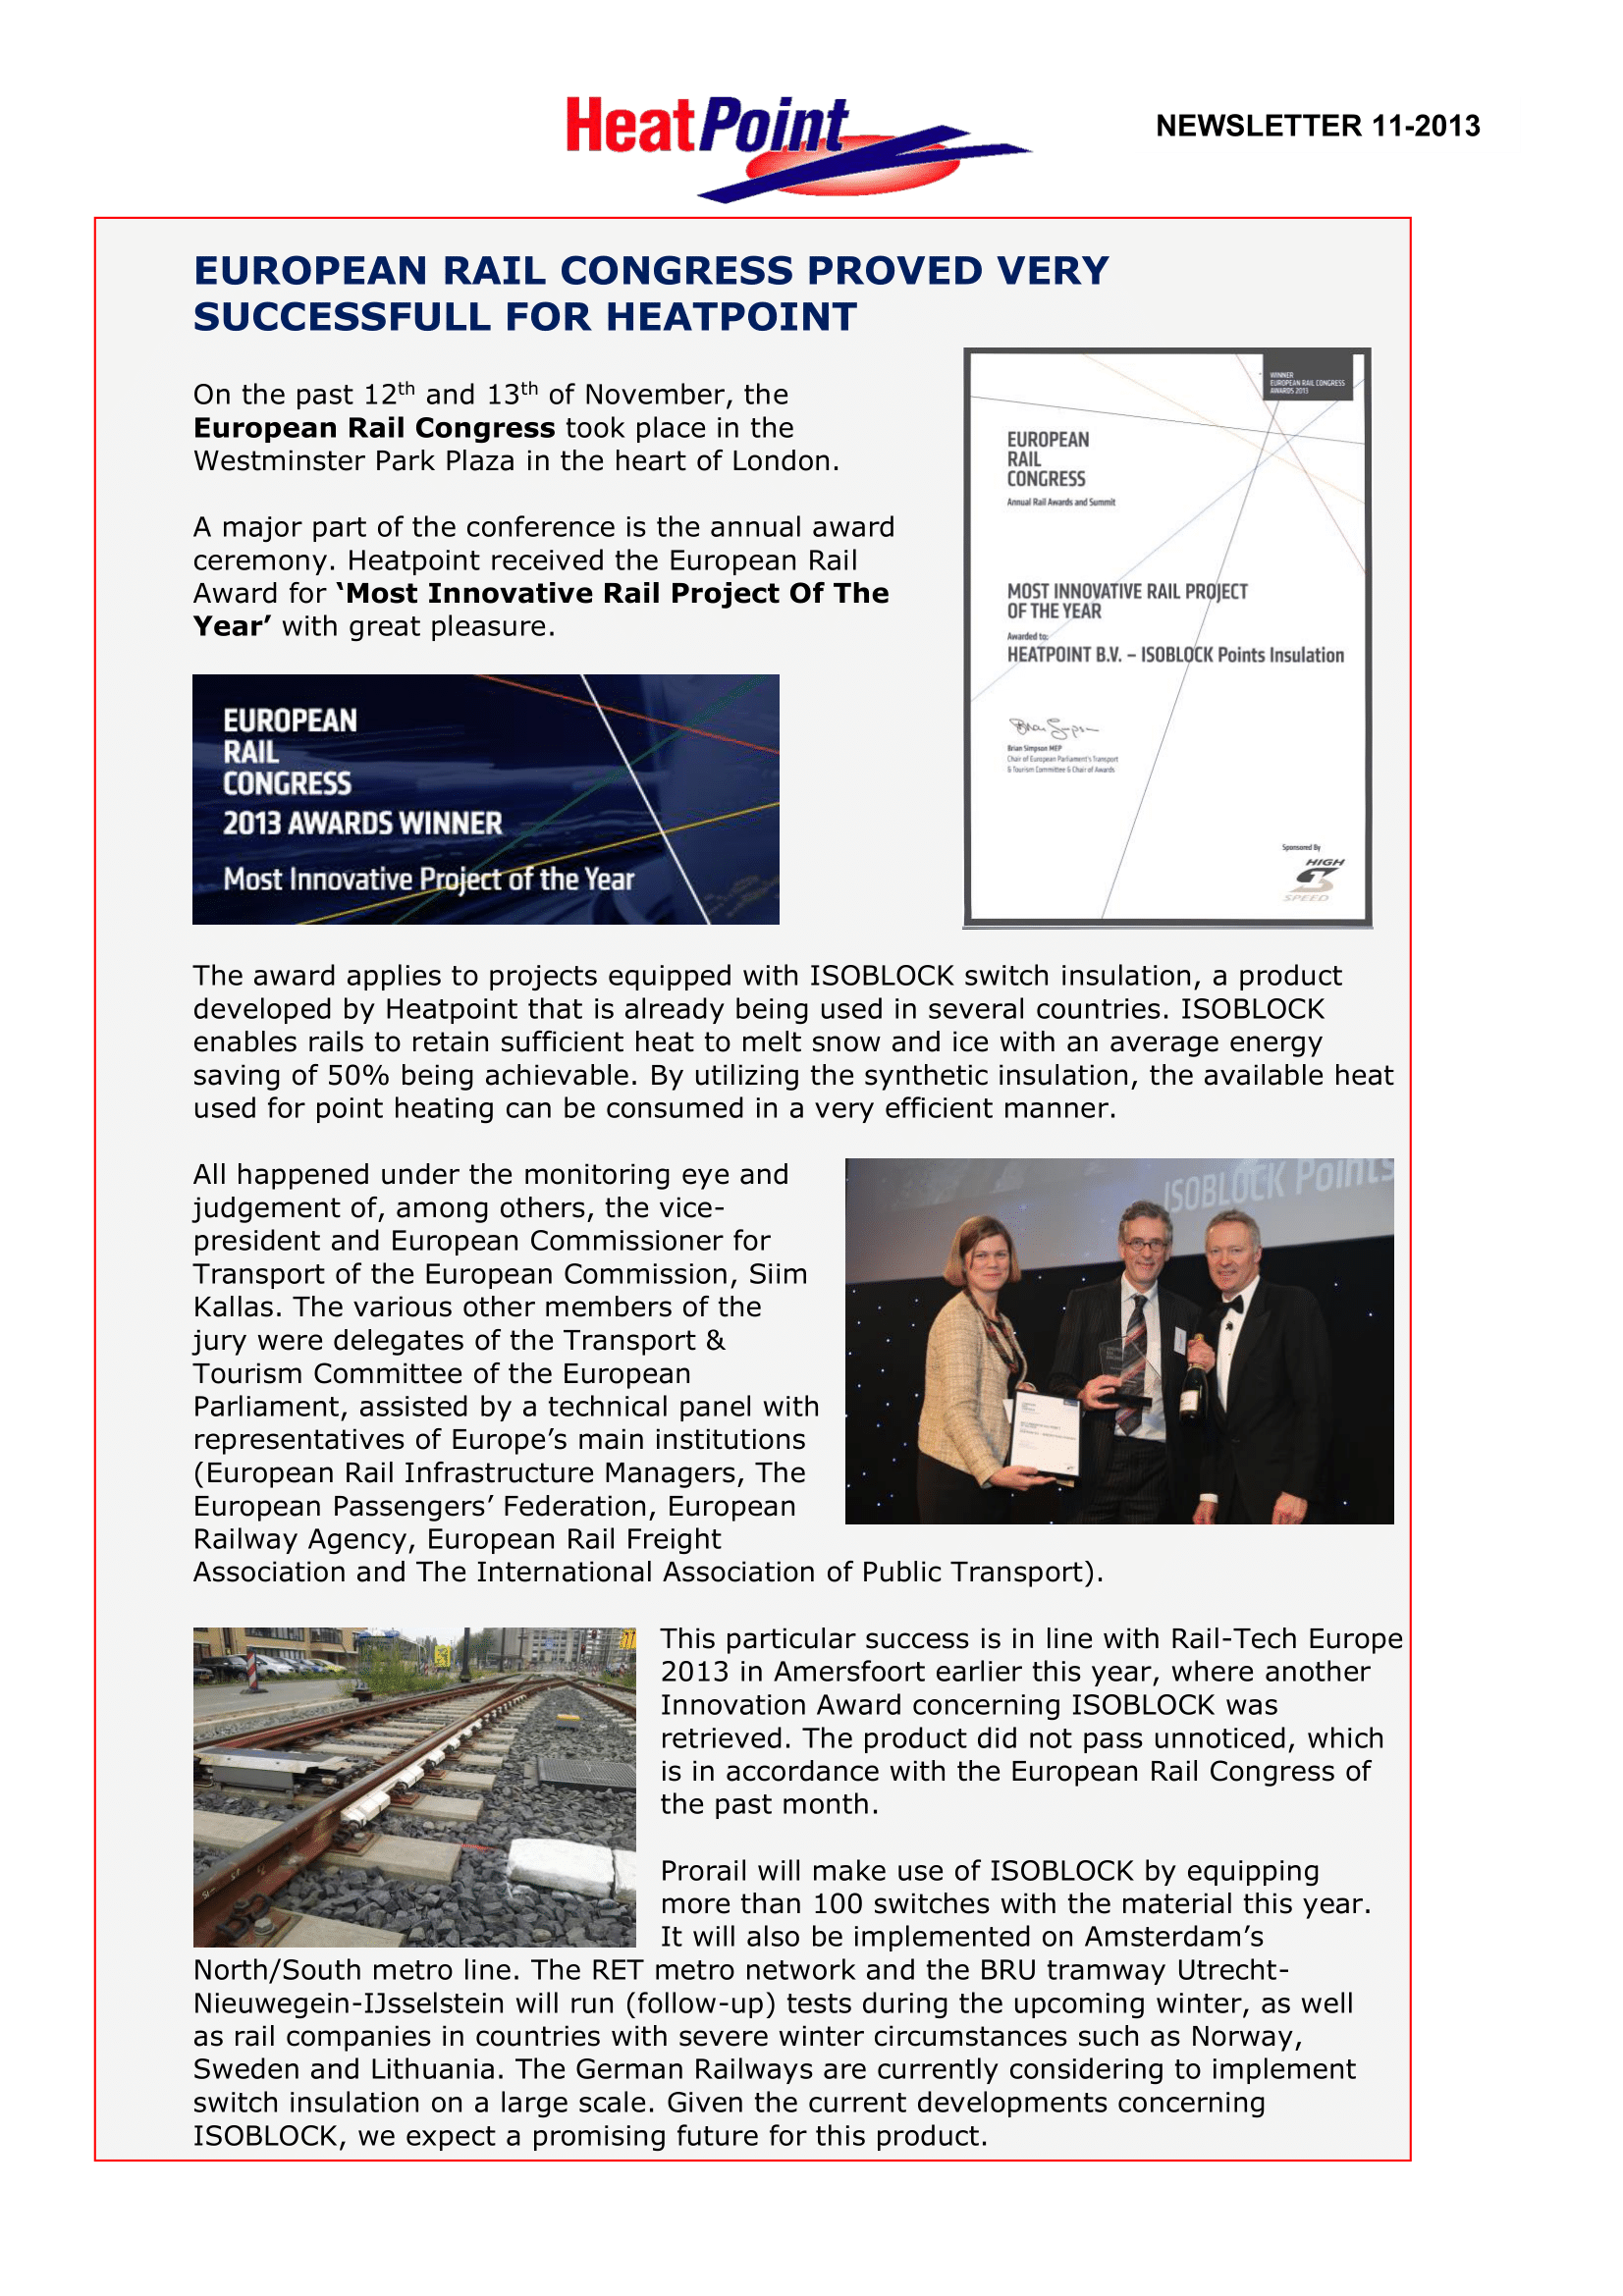 HeatPoint
NEWSLETTER 11-2013
EUROPEAN RAIL CONGRESS PROVED VERY
SUCCESSFULL FOR HEATPOINT
On the past 12th and 13th of November, the
European Rail Congress took place in the
Westminster Park Plaza in the heart of London.
A major part of the conference is the annual award
ceremony. Heatpoint received the European Rail
Award for ‘Most Innovative Rail Project Of The
Year’ with great pleasure.
WINNER
EUROPEAN RAIL CONGRESS
AWARDS 2013
EUROPEAN
RAIL
CONGRESS
Annual Rail Awards and Summit
MOST INNOVATIVE RAIL PROJECT
OF THE YEAR
Awarded to:
HEATPOINT B.V. – ISOBLOCK Points Insulation
Brian Simpson MEP
Chair of European Parliament's Transport
& Tourism Committee & Chair of Awards
Sponsored By
HIGH
1
SPEED
EUROPEAN
RAIL
CONGRESS
2013 AWARDS WINNER
Most Innovative Project of the Year
The award applies to projects equipped with ISOBLOCK switch insulation, a product
developed by Heatpoint that is already being used in several countries. ISOBLOCK
enables rails to retain sufficient heat to melt snow and ice with an average energy
saving of 50% being achievable. By utilizing the synthetic insulation, the available heat
used for point heating can be consumed in a very efficient manner.
All happened under the monitoring eye and
judgement of, among others, the vice-
president and European Commissioner for
Transport of the European Commission, Siim
Kallas. The various other members of the
jury were delegates of the Transport &
Tourism Committee of the European
Parliament, assisted by a technical panel with
representatives of Europe’s main institutions
(European Rail Infrastructure Managers, The
European Passengers’ Federation, European
Railway Agency, European Rail Freight
Association and The International Association of Public Transport).
ISOBLOCK Points
This particular success is in line with Rail-Tech Europe
2013 in Amersfoort earlier this year, where another
Innovation Award concerning ISOBLOCK was
retrieved. The product did not pass unnoticed, which
is in accordance with the European Rail Congress of
the past month.
Prorail will make use of ISOBLOCK by equipping
more than 100 switches with the material this year.
It will also be implemented on Amsterdam’s
North/South metro line. The RET metro network and the BRU tramway Utrecht-
Nieuwegein-IJsselstein will run (follow-up) tests during the upcoming winter, as well
as rail companies in countries with severe winter circumstances such as Norway,
Sweden and Lithuania. The German Railways are currently considering to implement
switch insulation on a large scale. Given the current developments concerning
ISOBLOCK, we expect a promising future for this product.